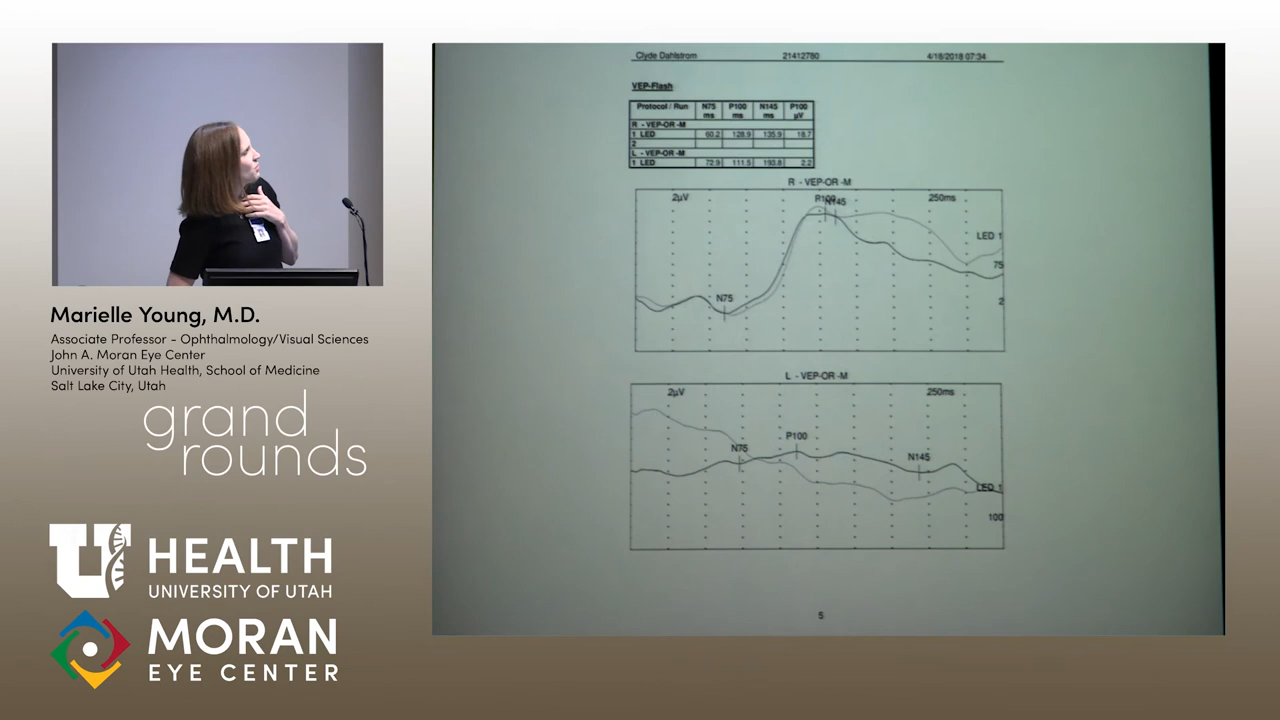 Marielle Young, M.D.
Associate Professor - Ophthalmology/Visual Sciences
John A. Moran Eye Center
University of Utah Health, School of Medicine
Salt Lake City, Utah
grand
rounds
U HEALTH
UNIVERSITY OF UTAH
MORAN
EYE CENTER
Clyde Dahlstrom 21412780 4/18/2018 07:34
VEP-Flash
Protocol / Run N75 ms P100 ms N145 ms P100 µV
R - VEP-OR -M
1 LED 60.2 128.9 135.9 18.7
2
L - VEP-OR -M
1 LED 72.9 111.5 193.8 2.2
R - VEP-OR -M
2µV P100 N145 250ms
LED 1
75
N75
2
L - VEP-OR -M
2µV 250ms
P100
N75 N145
LED 1
100
5